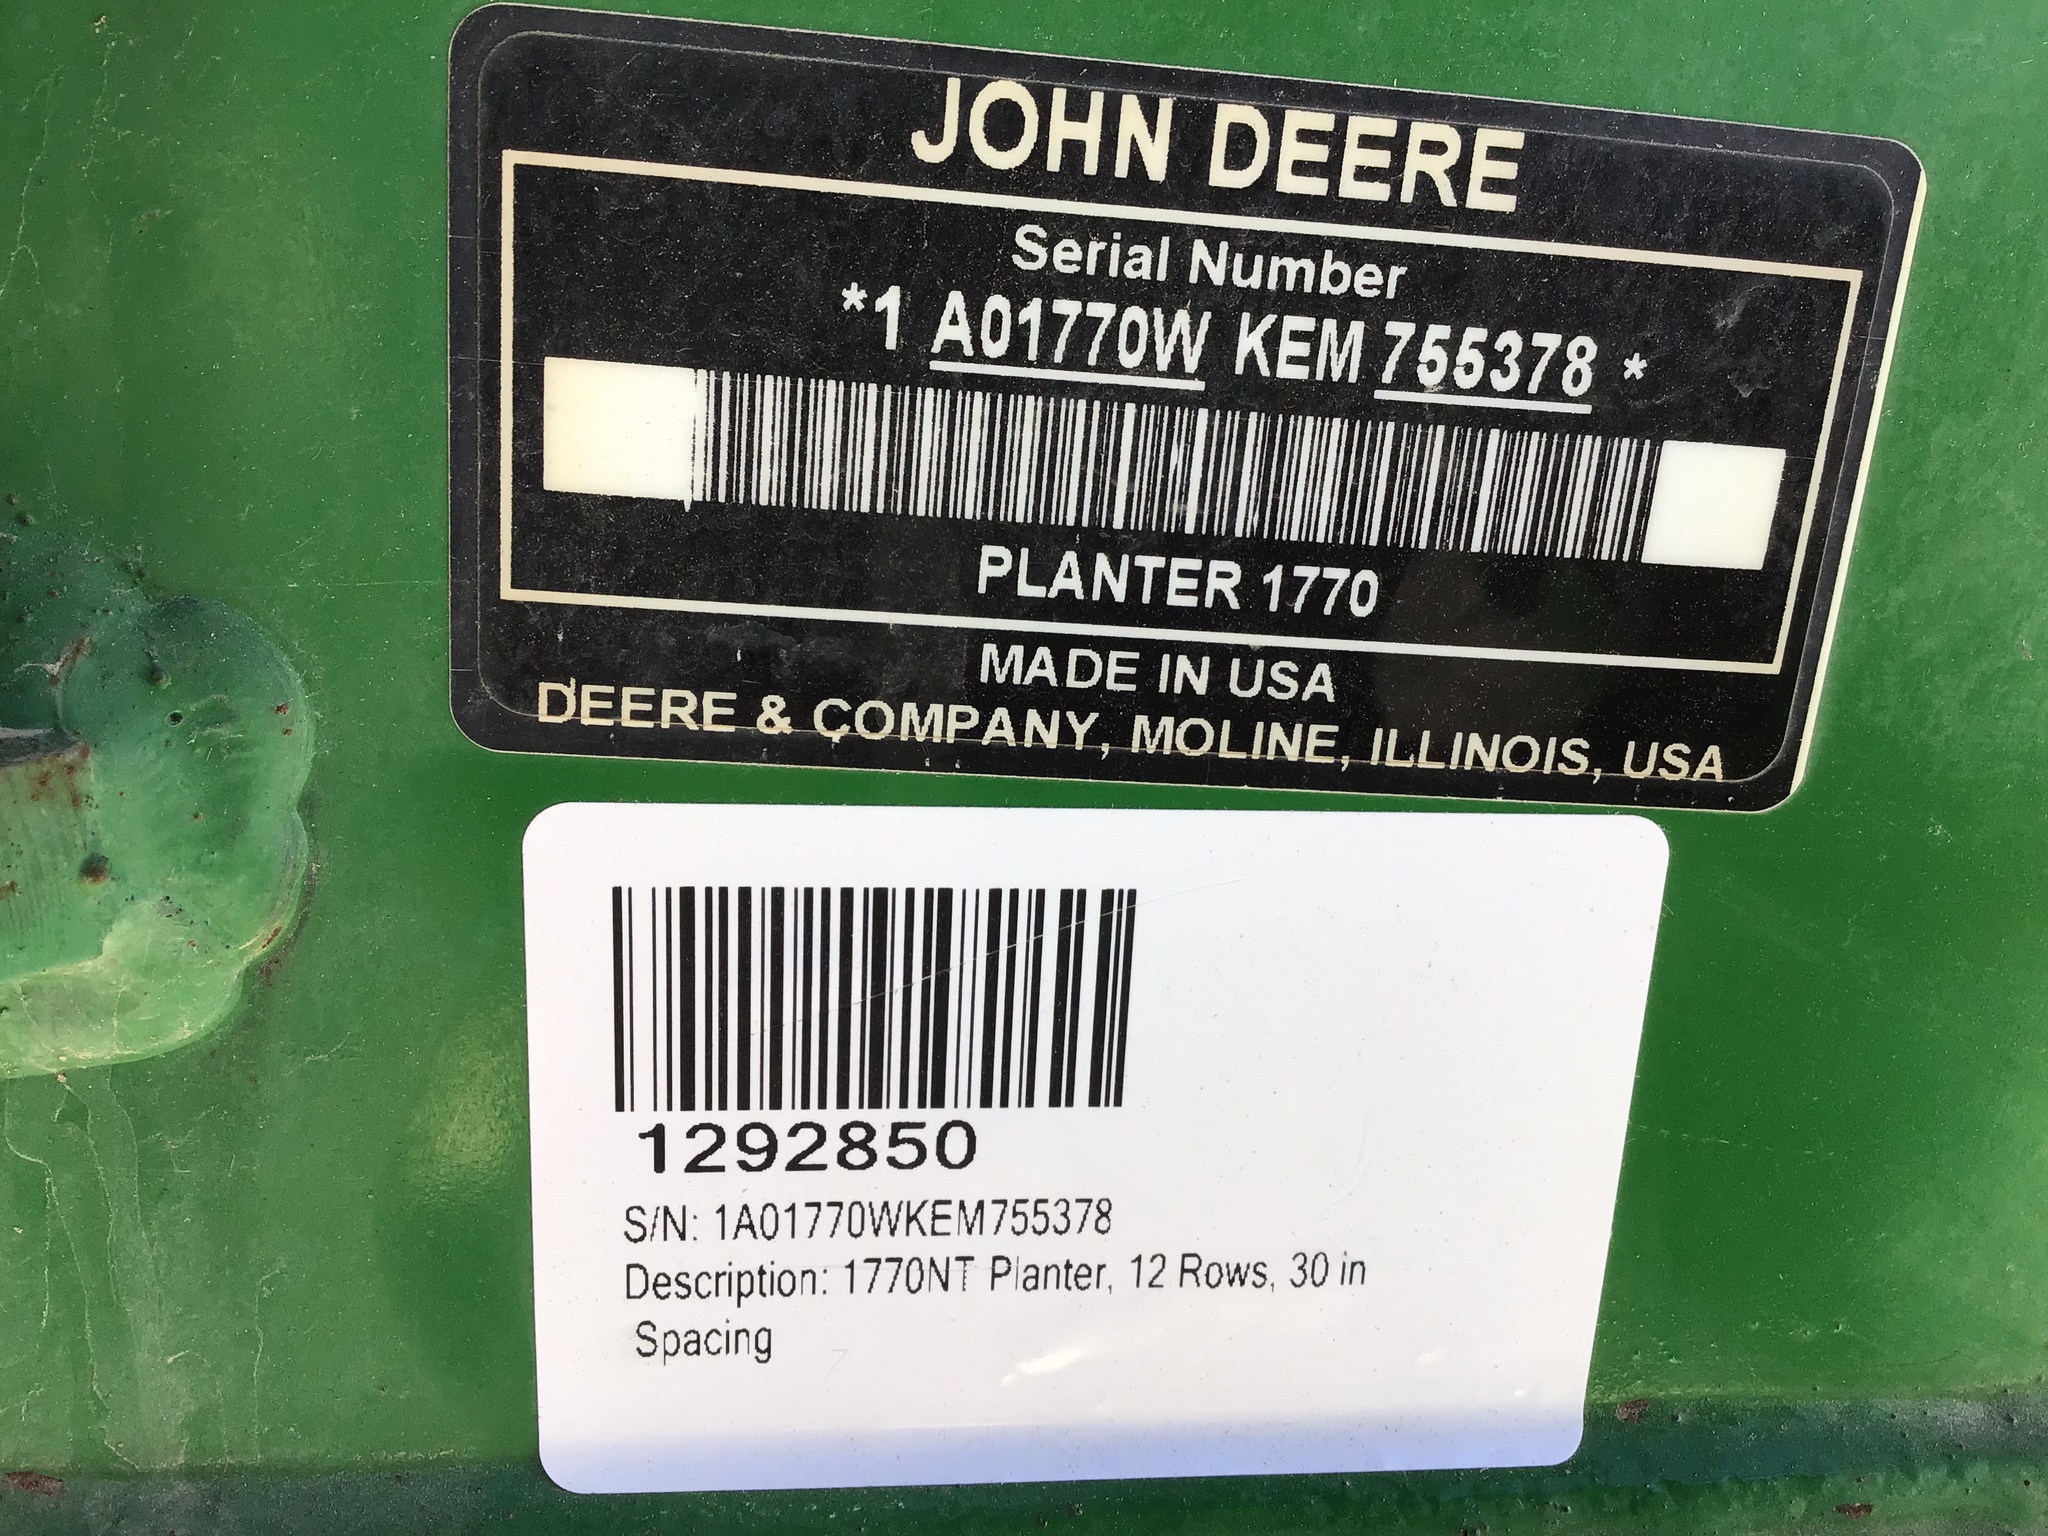 JOHN DEERE
Serial Number
*1 A01770W KEM 755378 *
PLANTER 1770
MADE IN USA
DEERE & COMPANY, MOLINE, ILLINOIS, USA
1292850
S/N: 1A01770WKEM755378
Description: 1770NT Planter, 12 Rows, 30 in
Spacing